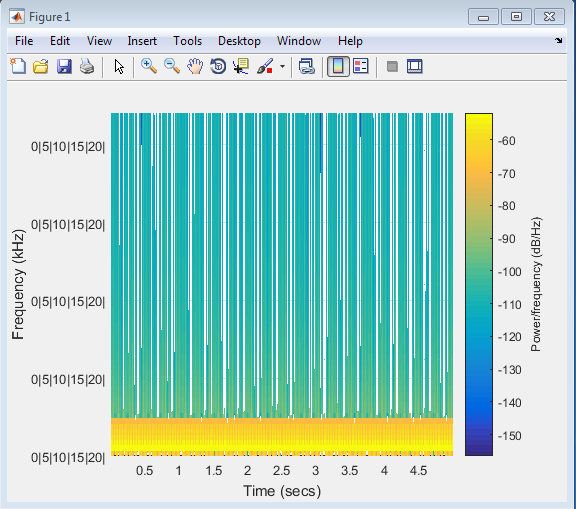 Figure 1
File Edit View Insert Tools Desktop Window Help
0|5|10|15|20|
0|5|10|15|20|
0|5|10|15|20|
0|5|10|15|20|
0|5|10|15|20|
Frequency (kHz)
0.5 1 1.5 2 2.5 3 3.5 4 4.5
Time (secs)
-60
-70
-80
-90
-100
-110
-120
-130
-140
-150
Power/frequency (dB/Hz)